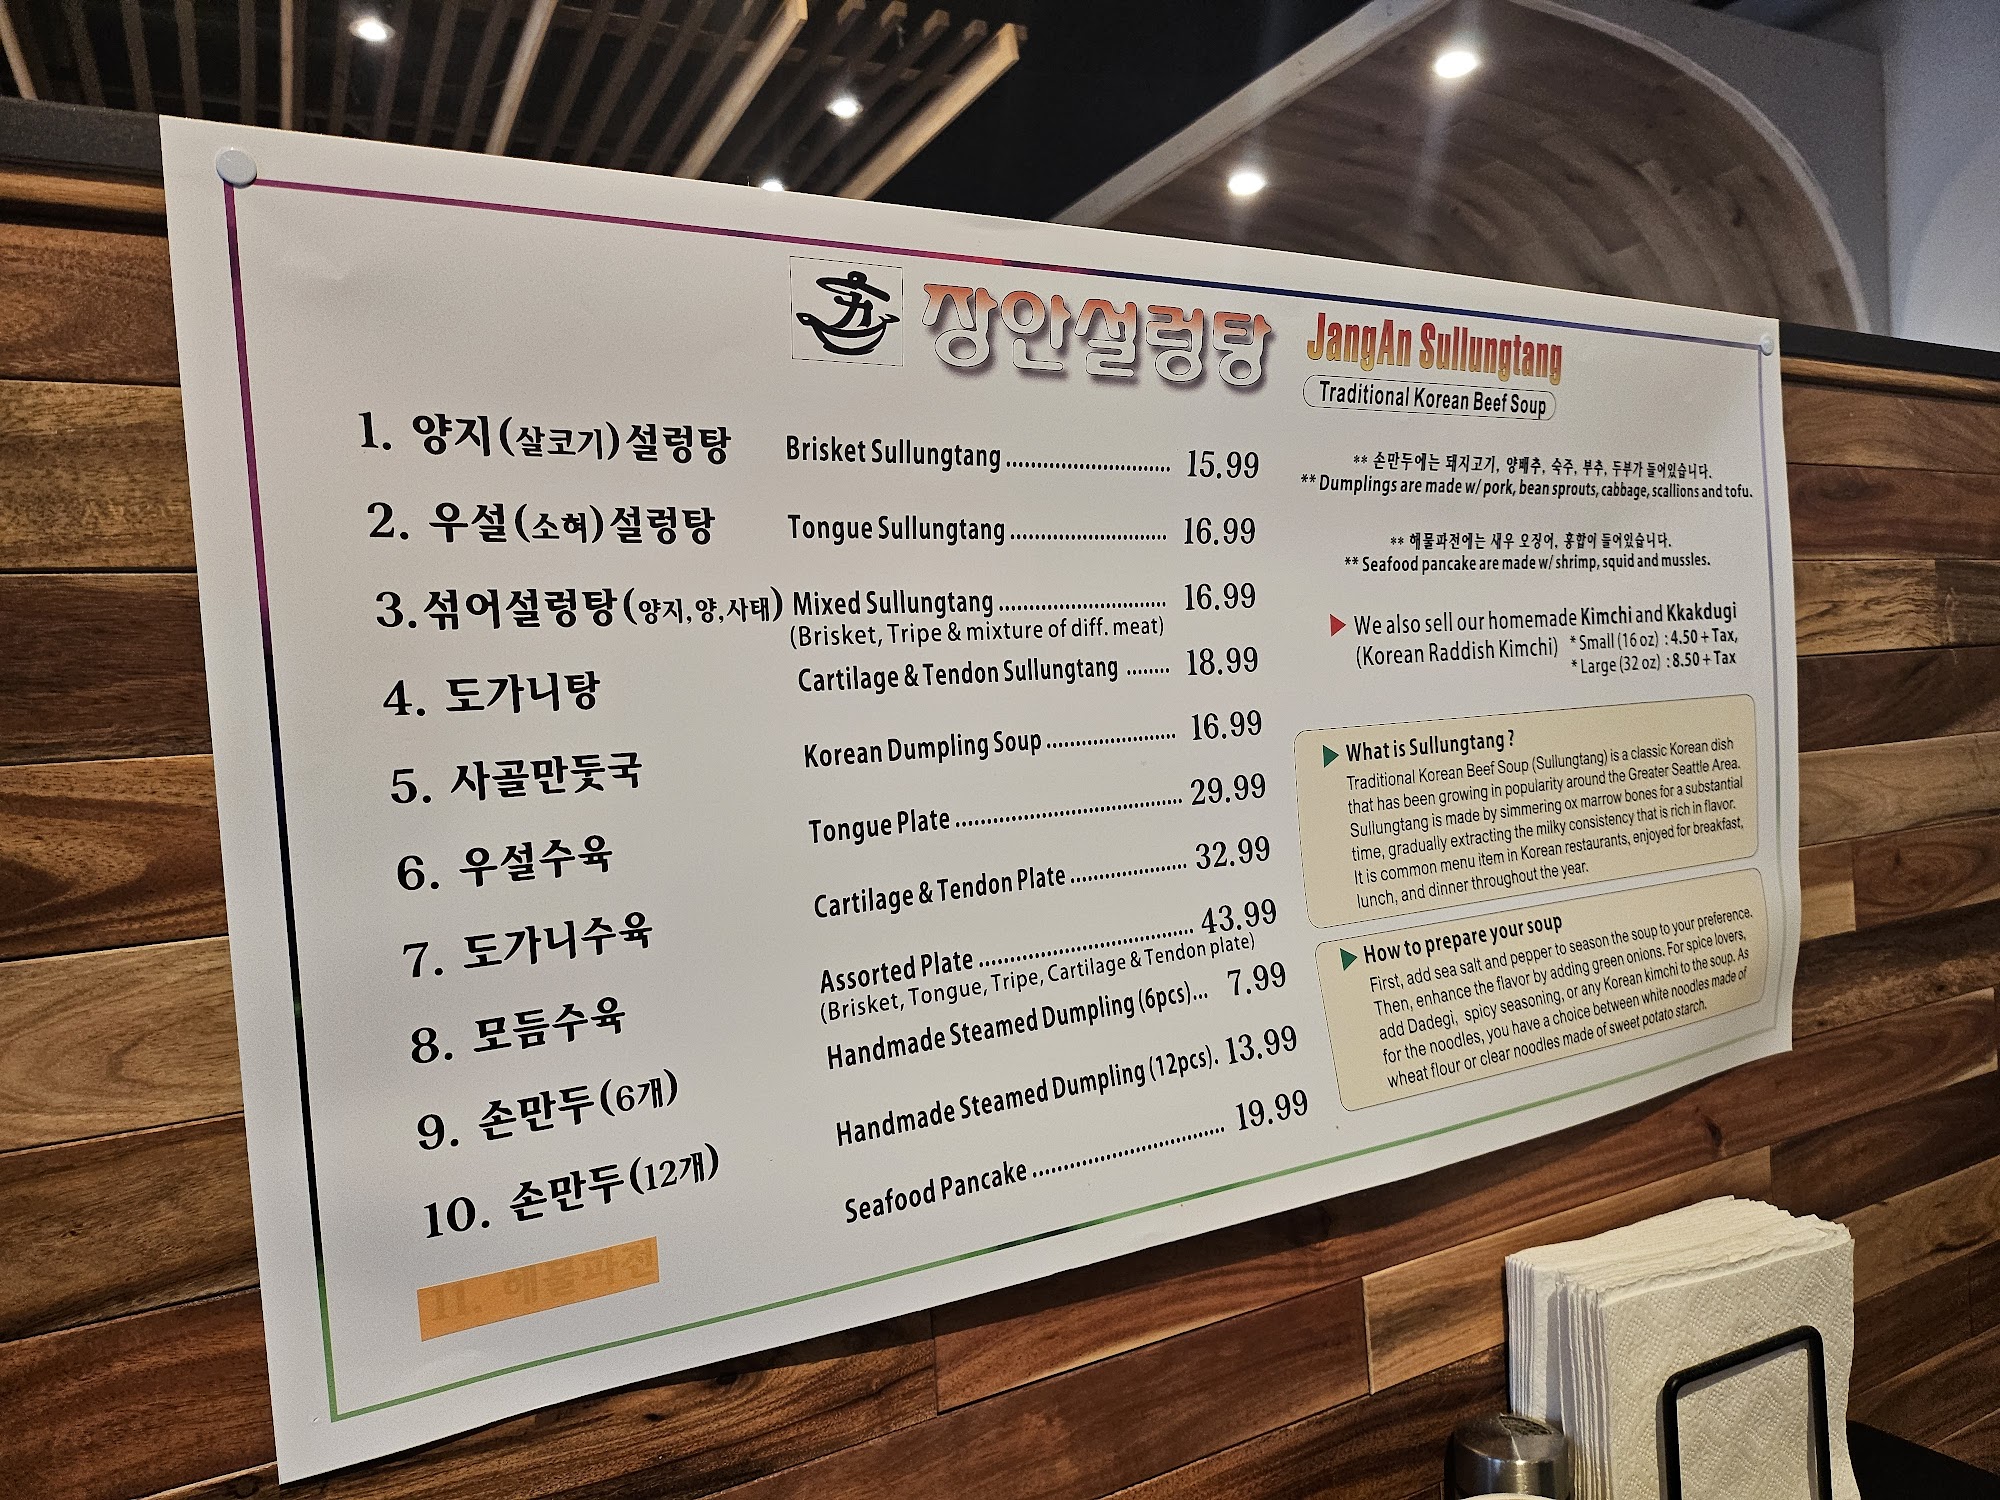 장안설렁탕
JangAn Sullungtang
Traditional Korean Beef Soup
1. 양지(살코기)설렁탕 Brisket Sullungtang ............................ 15.99
2. 우설(소혀)설렁탕 Tongue Sullungtang ........................... 16.99
3. 섞어설렁탕(양지,양,사태) Mixed Sullungtang ............................ 16.99
(Brisket, Tripe & mixture of diff. meat)
4. 도가니탕 Cartilage & Tendon Sullungtang ........ 18.99
5. 사골만둣국 Korean Dumpling Soup ...................... 16.99
6. 우설수육 Tongue Plate ...................................... 29.99
7. 도가니수육 Cartilage & Tendon Plate .................... 32.99
8. 모듬수육 Assorted Plate ..................................... 43.99
(Brisket, Tongue, Tripe, Cartilage & Tendon plate)
9. 손만두(6개) Handmade Steamed Dumpling (6pcs)... 7.99
10. 손만두(12개) Handmade Steamed Dumpling (12pcs). 13.99
11. 해물파전 Seafood Pancake ................................ 19.99
** 손만두에는 돼지고기, 양배추, 숙주, 부추, 두부가 들어있습니다.
** Dumplings are made w/ pork, bean sprouts, cabbage, scallions and tofu.
** 해물파전에는 새우 오징어, 홍합이 들어있습니다.
** Seafood pancake are made w/ shrimp, squid and mussles.
We also sell our homemade Kimchi and Kkakdugi
(Korean Raddish Kimchi) * Small (16 oz) : 4.50 + Tax,
* Large (32 oz) : 8.50 + Tax
What is Sullungtang ?
Traditional Korean Beef Soup (Sullungtang) is a classic Korean dish
that has been growing in popularity around the Greater Seattle Area.
Sullungtang is made by simmering ox marrow bones for a substantial
time, gradually extracting the milky consistency that is rich in flavor.
It is common menu item in Korean restaurants, enjoyed for breakfast,
lunch, and dinner throughout the year.
How to prepare your soup
First, add sea salt and pepper to season the soup to your preference.
Then, enhance the flavor by adding green onions. For spice lovers,
add Dadegi, spicy seasoning, or any Korean kimchi to the soup. As
for the noodles, you have a choice between white noodles made of
wheat flour or clear noodles made of sweet potato starch.